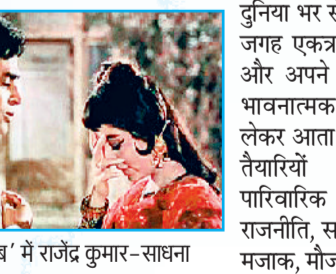 दुनिया भर
जगह एकत्र
और अपने
भावनात्मक
लेकर आता
तैयारियों
पारिवारिक
राजनीति,
मजाक,
में राजेंद्र कुमार-साधना